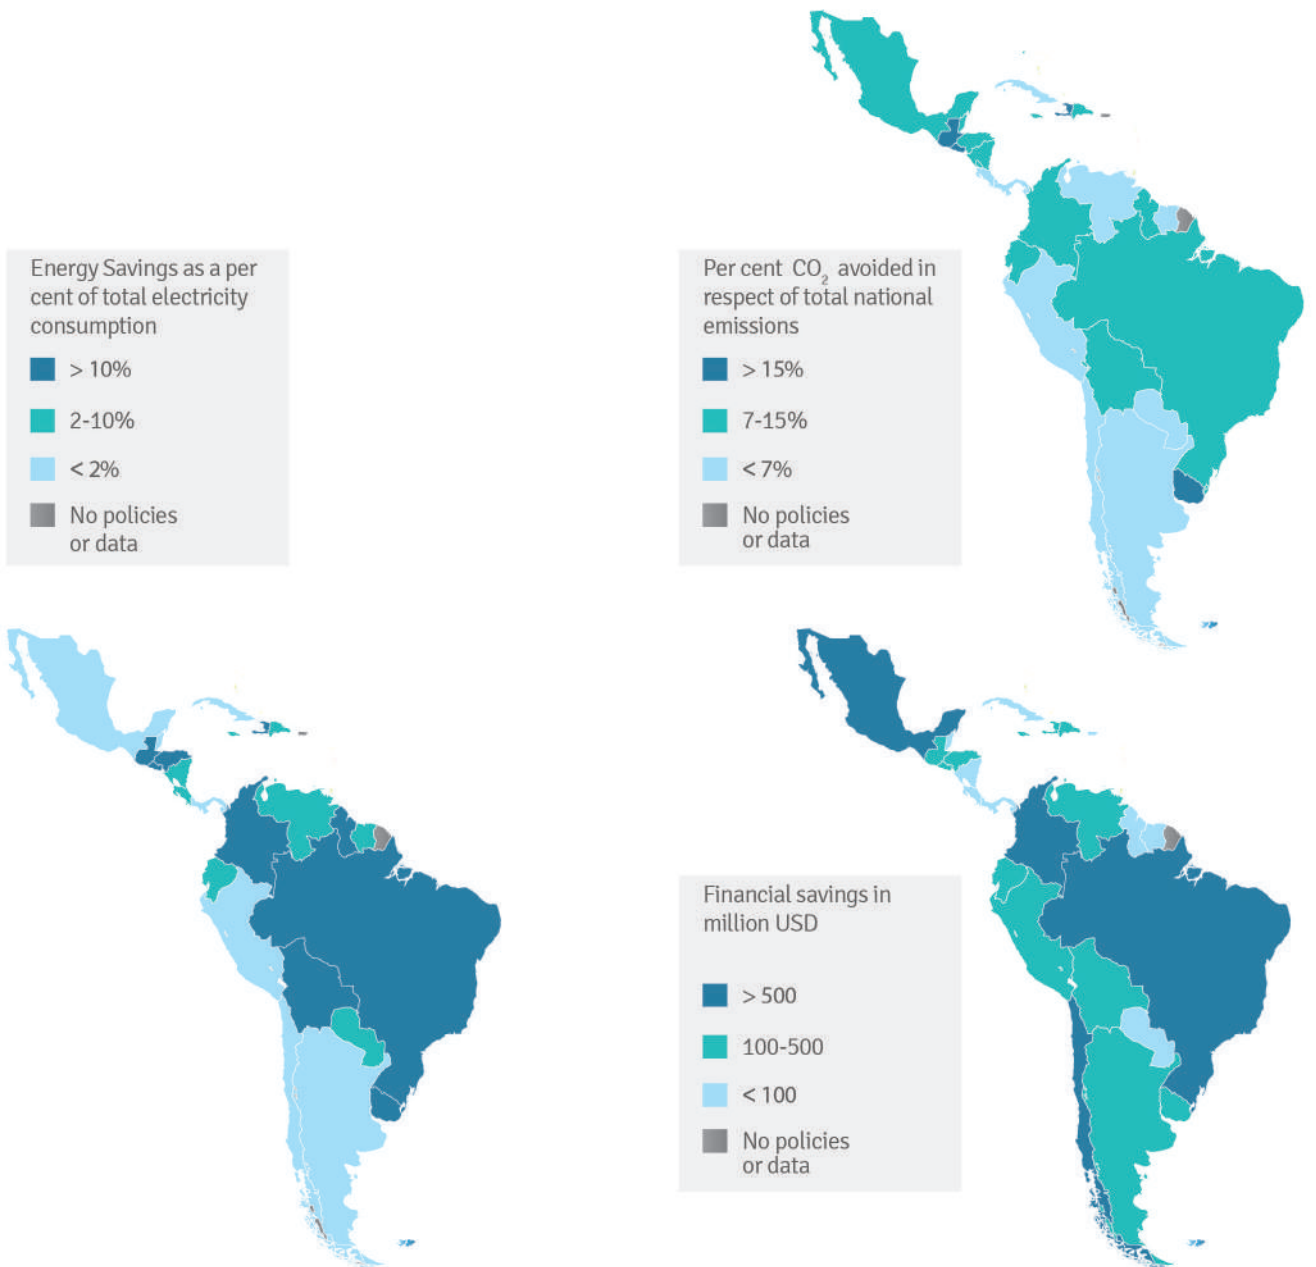 Energy Savings as a per
cent of total electricity
consumption
> 10%
2-10%
< 2%
No policies
or data
Per cent CO₂ avoided in
respect of total national
emissions
> 15%
7-15%
< 7%
No policies
or data
Financial savings in
million USD
> 500
100-500
< 100
No policies
or data